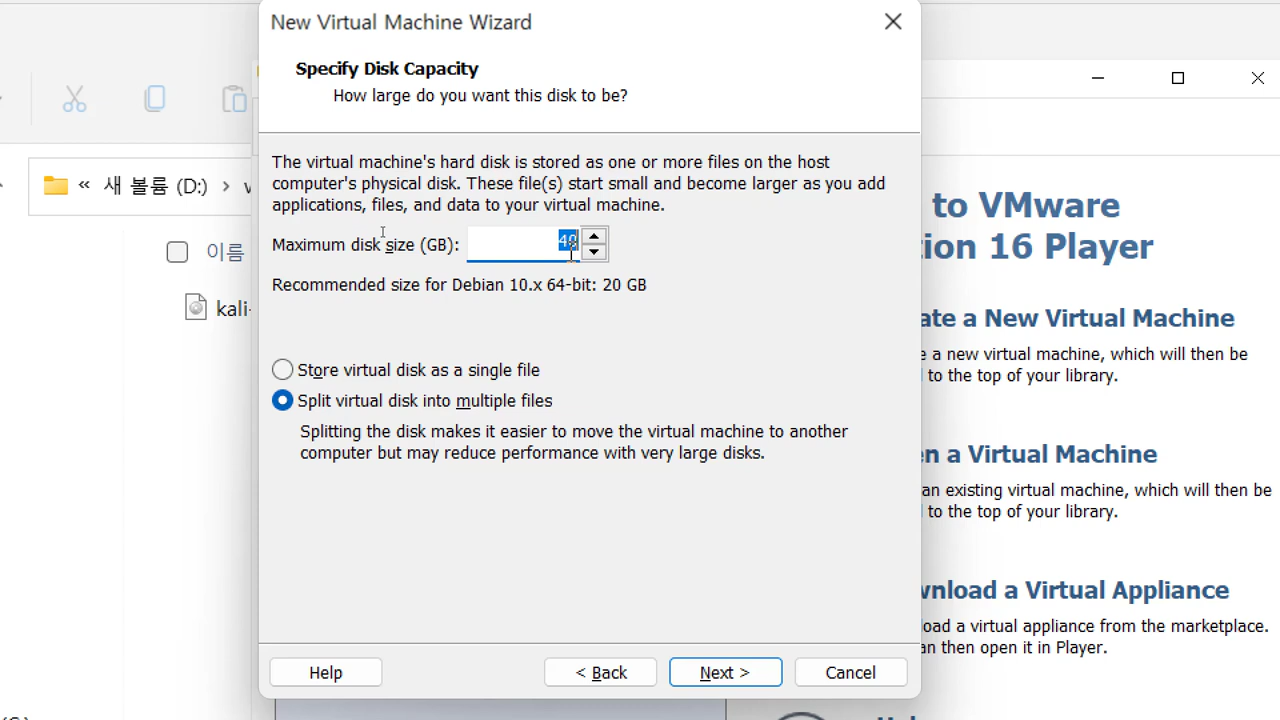 New Virtual Machine Wizard
Specify Disk Capacity
How large do you want this disk to be?
The virtual machine's hard disk is stored as one or more files on the host
computer's physical disk. These file(s) start small and become larger as you add
applications, files, and data to your virtual machine.
Maximum disk size (GB):
40
Recommended size for Debian 10.x 64-bit: 20 GB
Store virtual disk as a single file
Split virtual disk into multiple files
Splitting the disk makes it easier to move the virtual machine to another
computer but may reduce performance with very large disks.
Help
< Back
Next >
Cancel
« 새 볼륨 (D:) ›
이름
kali-
to VMware
tion 16 Player
ate a New Virtual Machine
e a new virtual machine, which will then be
to the top of your library.
en a Virtual Machine
an existing virtual machine, which will then be
to the top of your library.
wnload a Virtual Appliance
load a virtual appliance from the marketplace.
an then open it in Player.